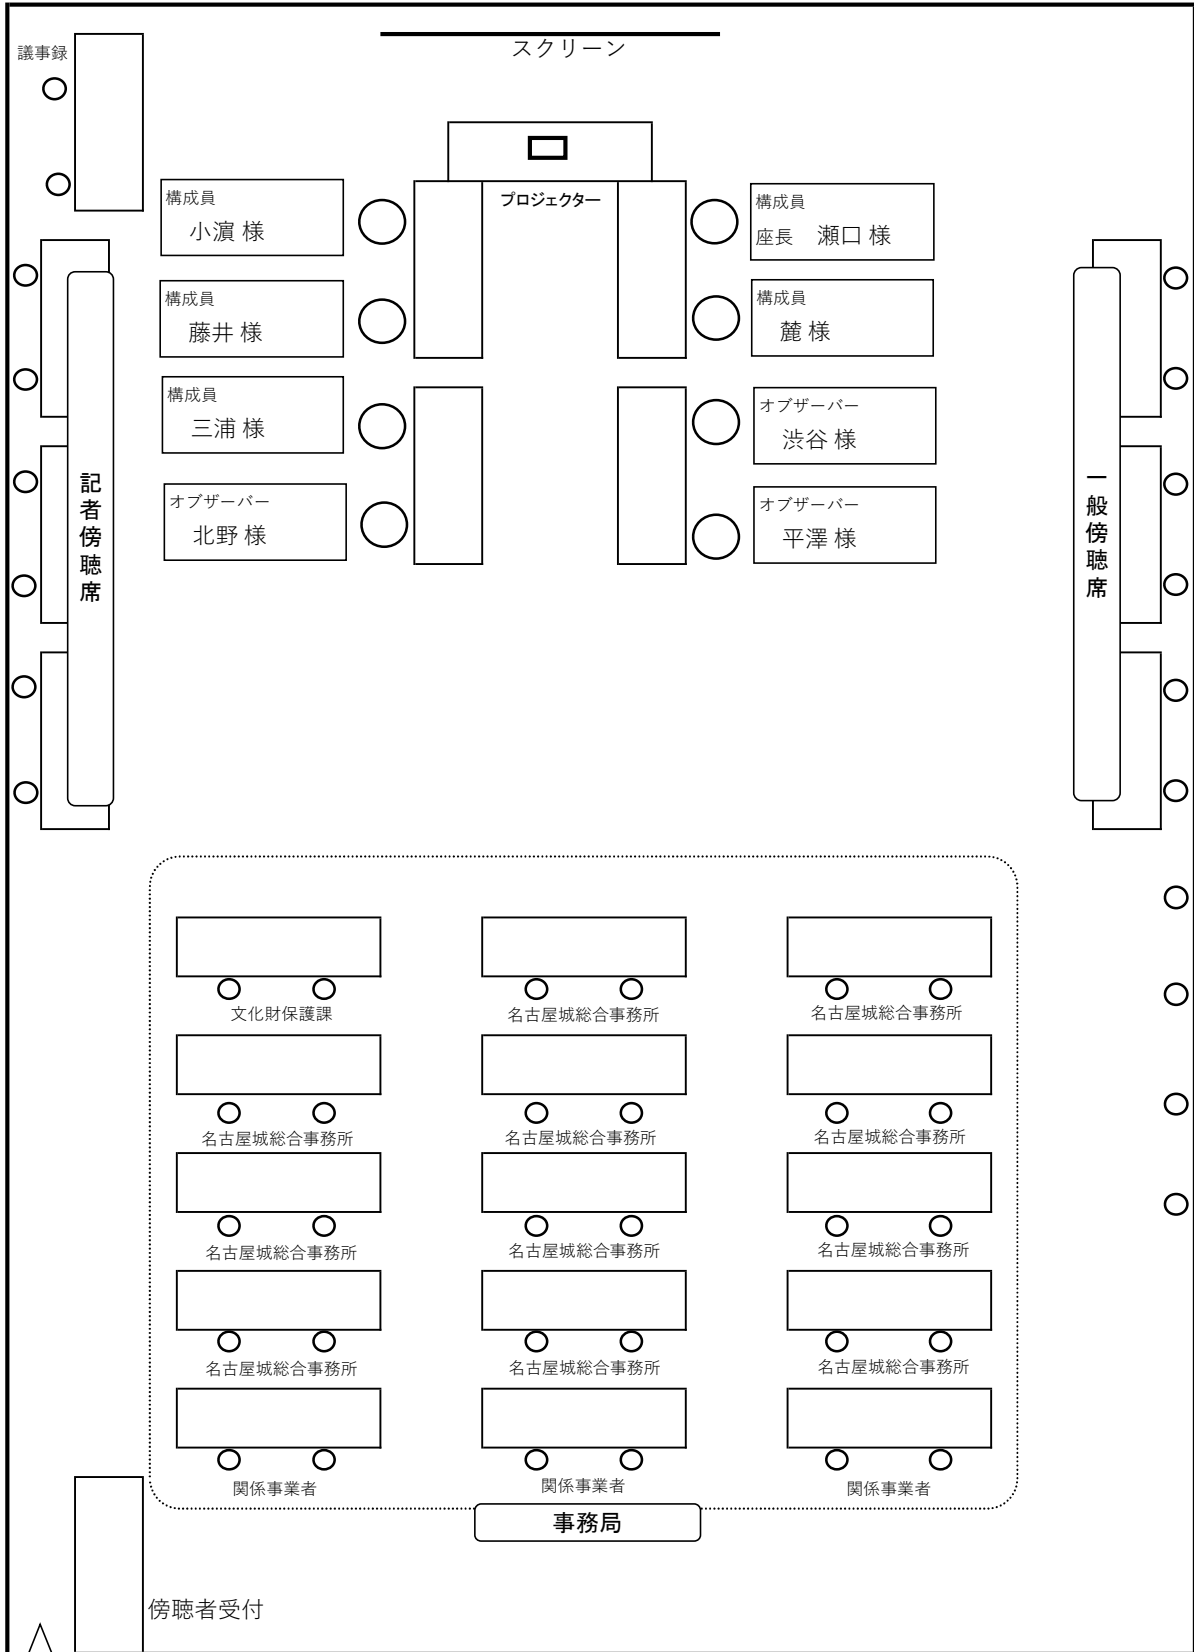 スクリーン
議事録
プロジェクター
構成員
小濵 様
構成員
座長 瀬口 様
構成員
藤井 様
構成員
麓 様
構成員
三浦 様
オブザーバー
渋谷 様
オブザーバー
北野 様
オブザーバー
平澤 様
記者傍聴席
一般傍聴席
文化財保護課
名古屋城総合事務所
名古屋城総合事務所
名古屋城総合事務所
名古屋城総合事務所
名古屋城総合事務所
名古屋城総合事務所
名古屋城総合事務所
名古屋城総合事務所
名古屋城総合事務所
名古屋城総合事務所
名古屋城総合事務所
関係事業者
関係事業者
関係事業者
事務局
傍聴者受付